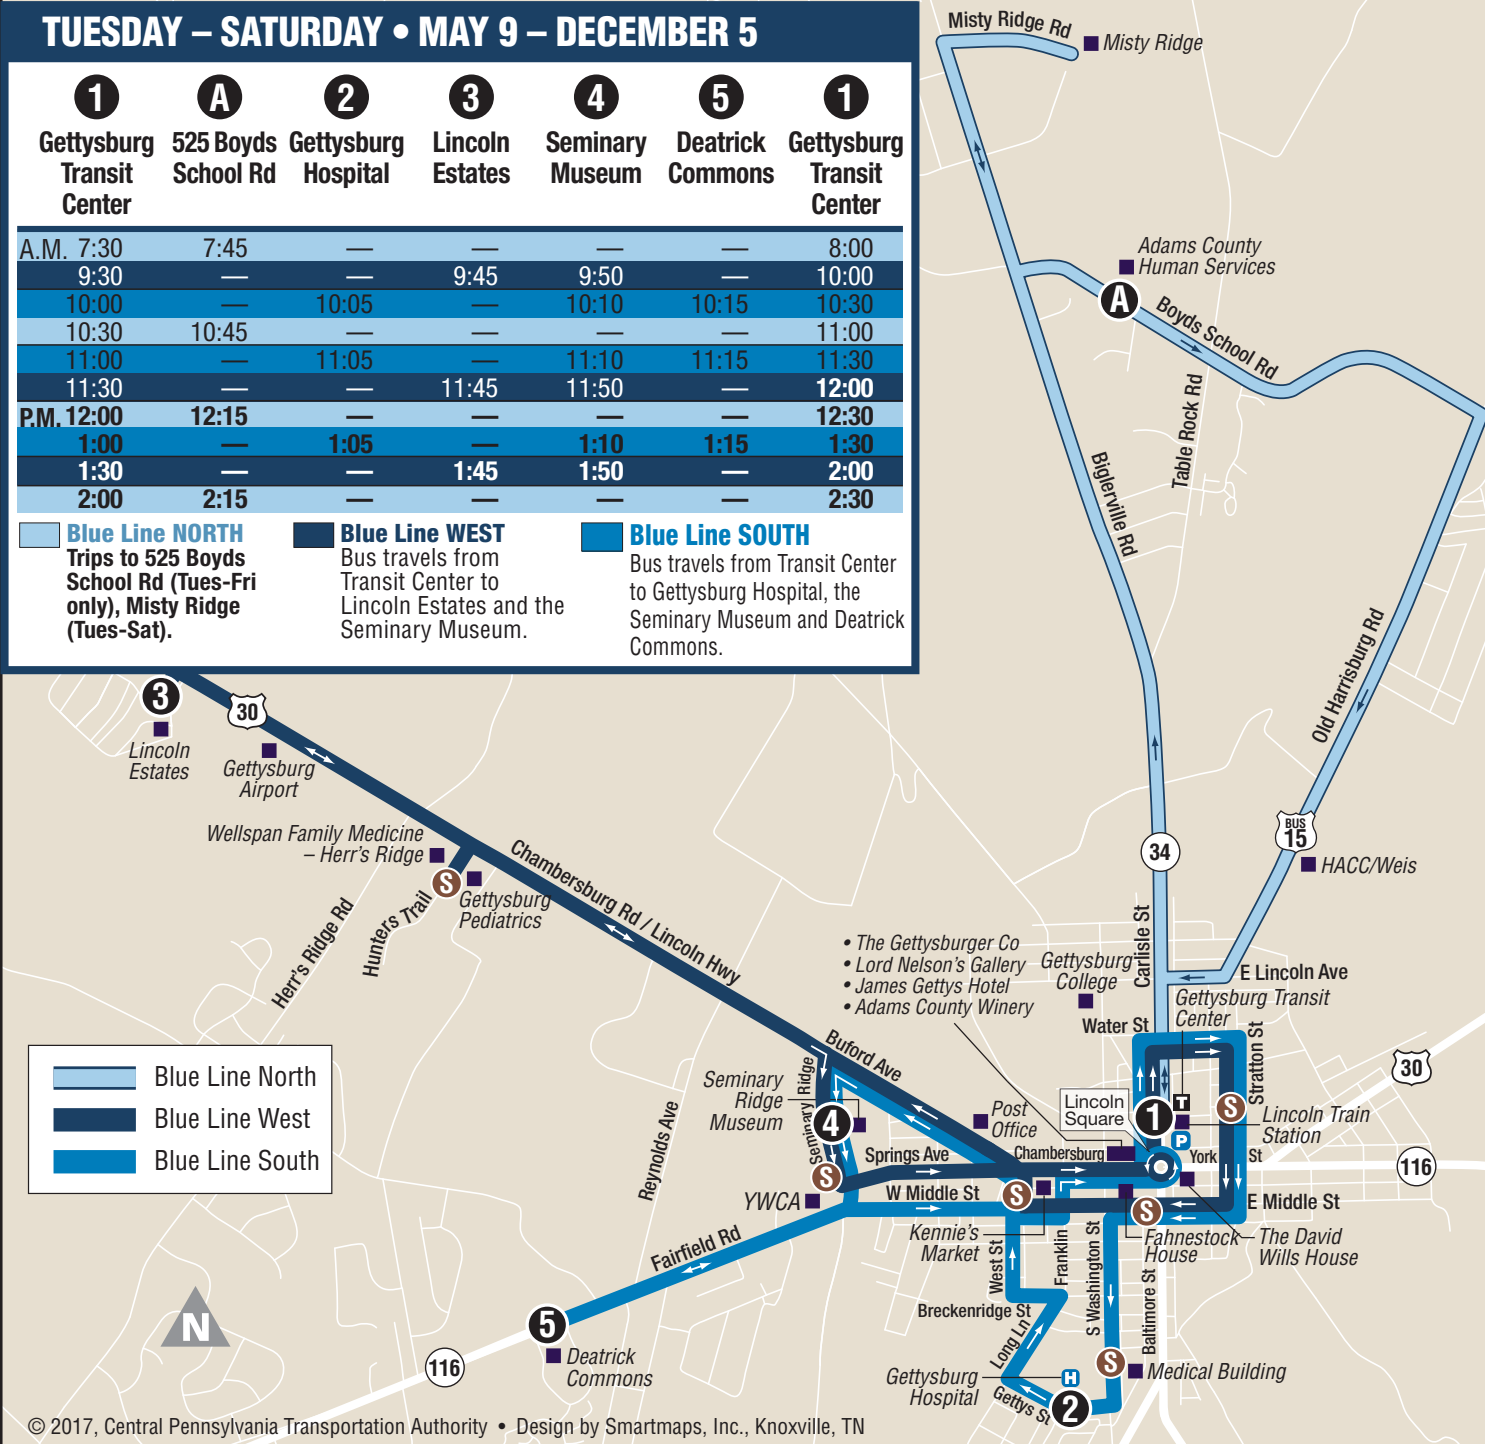 TUESDAY – SATURDAY • MAY 9 – DECEMBER 5
1 A 2 3 4 5 1
Gettysburg 525 Boyds Gettysburg Lincoln Seminary Deatrick Gettysburg
Transit School Rd Hospital Estates Museum Commons Transit
Center Center
A.M. 7:30 7:45 — — — — 8:00
9:30 — — 9:45 9:50 — 10:00
10:00 — 10:05 — 10:10 10:15 10:30
10:30 10:45 — — — — 11:00
11:00 — 11:05 — 11:10 11:15 11:30
11:30 — — 11:45 11:50 — 12:00
P.M. 12:00 12:15 — — — — 12:30
1:00 — 1:05 — 1:10 1:15 1:30
1:30 — — 1:45 1:50 — 2:00
2:00 2:15 — — — — 2:30
Blue Line NORTH
Trips to 525 Boyds
School Rd (Tues-Fri
only), Misty Ridge
(Tues-Sat).
Blue Line WEST
Bus travels from
Transit Center to
Lincoln Estates and the
Seminary Museum.
Blue Line SOUTH
Bus travels from Transit Center
to Gettysburg Hospital, the
Seminary Museum and Deatrick
Commons.
Misty Ridge Rd
Misty Ridge
Adams County
Human Services
A
Boyds School Rd
Table Rock Rd
Biglerville Rd
Old Harrisburg Rd
3
30
Lincoln
Estates
Gettysburg
Airport
Wellspan Family Medicine
– Herr's Ridge
S
Gettysburg
Pediatrics
Hunters Trail
Herr's Ridge Rd
Chambersburg Rd / Lincoln Hwy
BUS
15
34
HACC/Weis
Carlisle St
• The Gettysburger Co
• Lord Nelson's Gallery
• James Gettys Hotel
• Adams County Winery
Gettysburg
College
E Lincoln Ave
Gettysburg Transit
Center
Water St
Stratton St
30
Buford Ave
Seminary Ridge
Seminary
Ridge
Museum
4
Reynolds Ave
Post
Office
Lincoln
Square
1
T
P
S
Lincoln Train
Station
Springs Ave
Chambersburg
York
St
116
S
YWCA
W Middle St
S
S
E Middle St
Kennie's
Market
Fahnestock
House
The David
Wills House
Fairfield Rd
West St
Franklin
S Washington St
Baltimore St
Breckenridge St
Long Ln
S
Medical Building
Gettysburg
Hospital
H
Gettys St
2
Blue Line North
Blue Line West
Blue Line South
N
5
116
Deatrick
Commons
© 2017, Central Pennsylvania Transportation Authority • Design by Smartmaps, Inc., Knoxville, TN